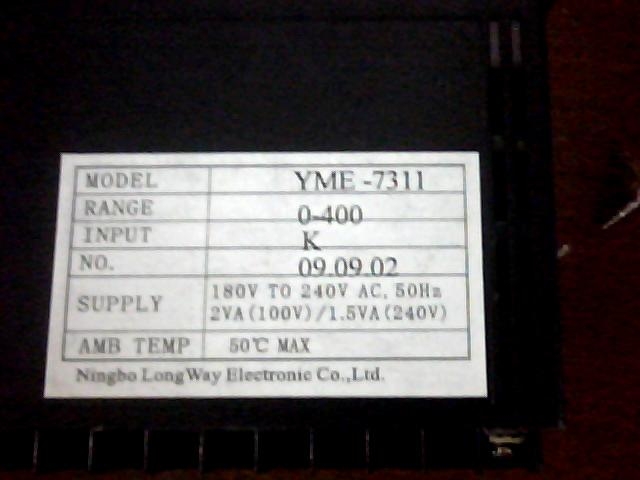 MODEL YME -7311
RANGE 0-400
INPUT K
NO. 09.09.02
SUPPLY 180V TO 240V AC, 50Hz
2VA(100V)/1.5VA(240V)
AMB TEMP 50℃ MAX
Ningbo LongWay Electronic Co.,Ltd.